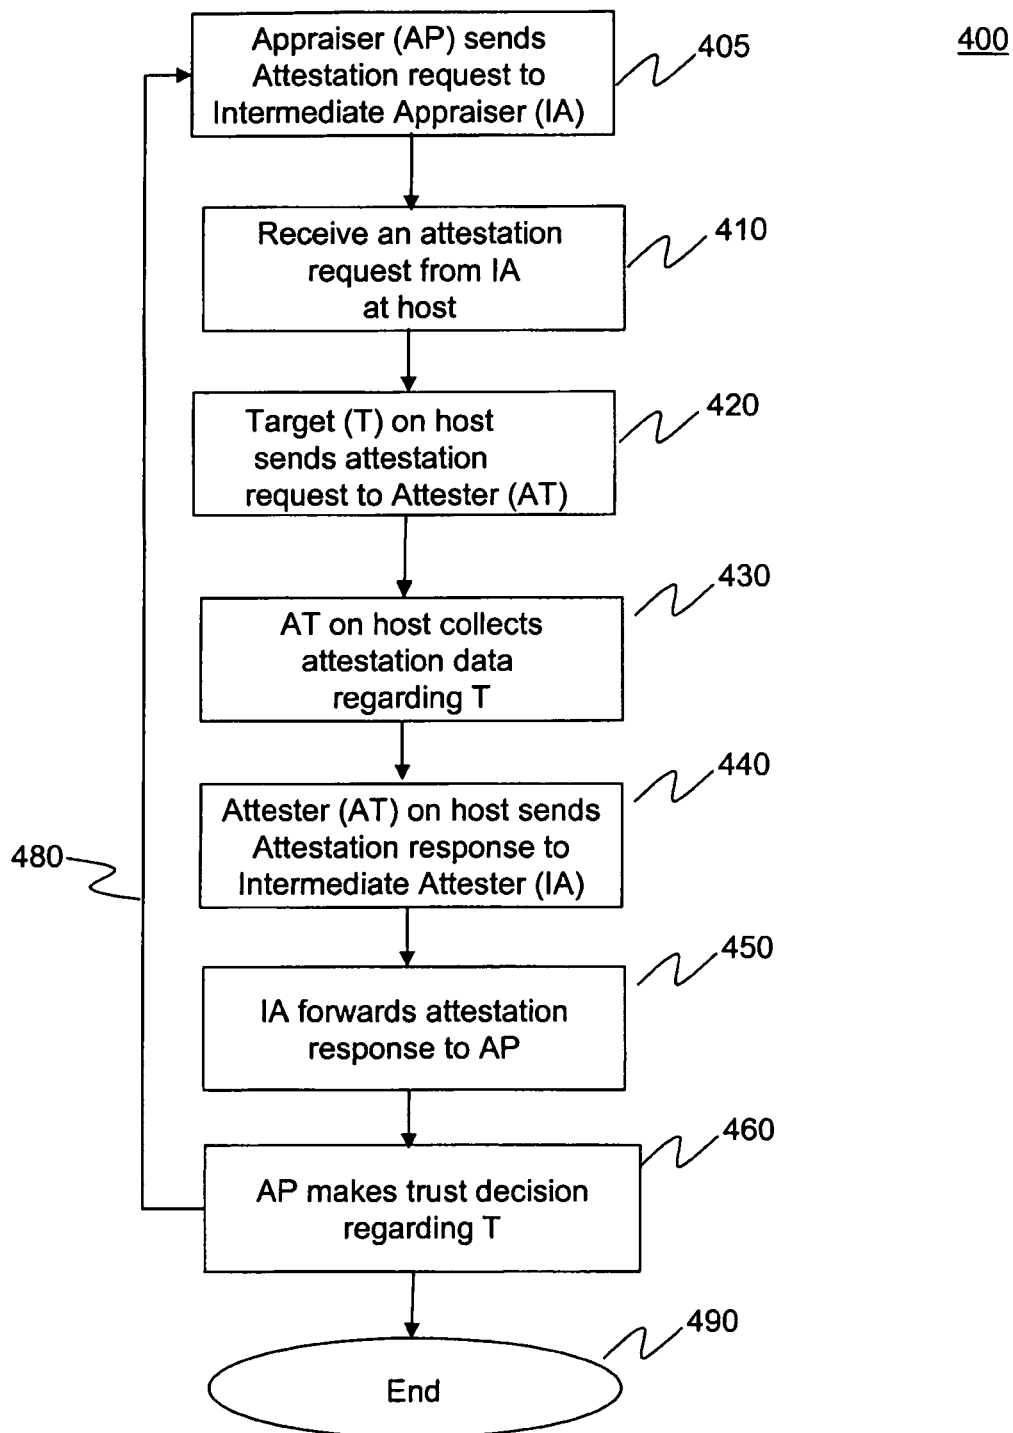 400
Appraiser (AP) sends
Attestation request to
Intermediate Appraiser (IA)
405
Receive an attestation
request from IA
at host
410
Target (T) on host
sends attestation
request to Attester (AT)
420
AT on host collects
attestation data
regarding T
430
Attester (AT) on host sends
Attestation response to
Intermediate Attester (IA)
440
480
IA forwards attestation
response to AP
450
AP makes trust decision
regarding T
460
End
490